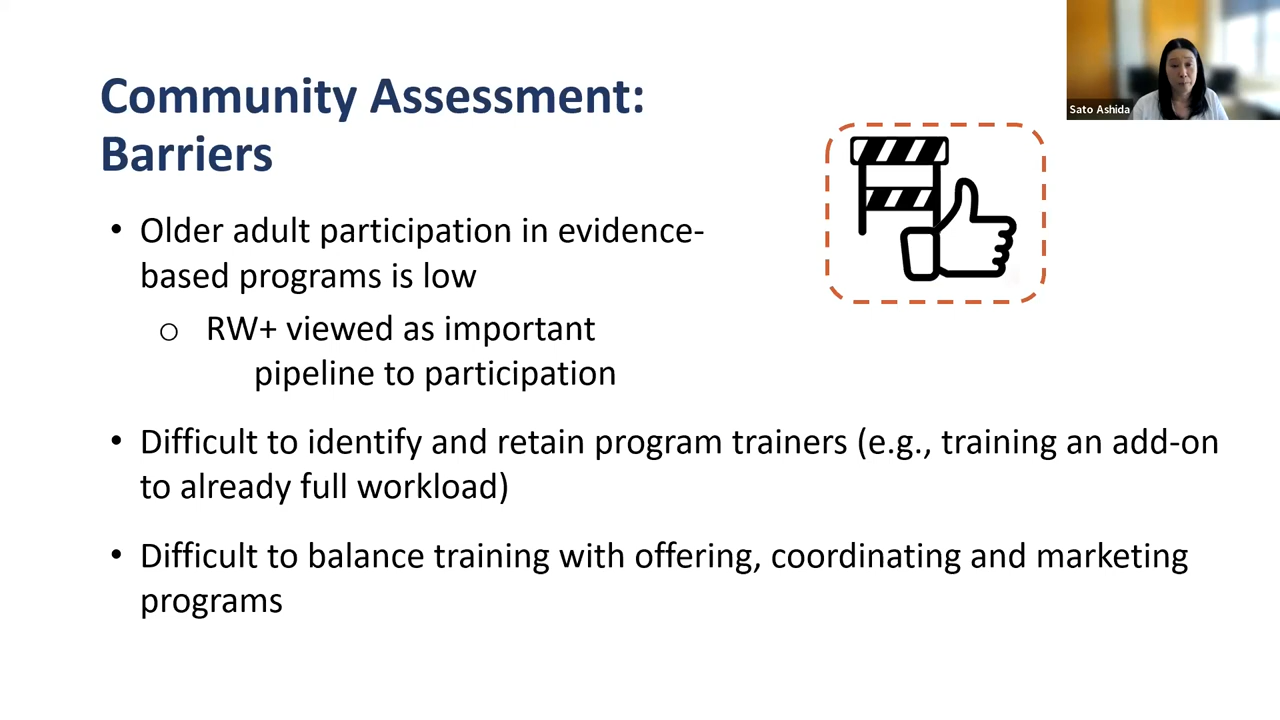 Community Assessment:
Barriers
Sato Ashida
• Older adult participation in evidence-
based programs is low
o RW+ viewed as important
pipeline to participation
• Difficult to identify and retain program trainers (e.g., training an add-on
to already full workload)
• Difficult to balance training with offering, coordinating and marketing
programs